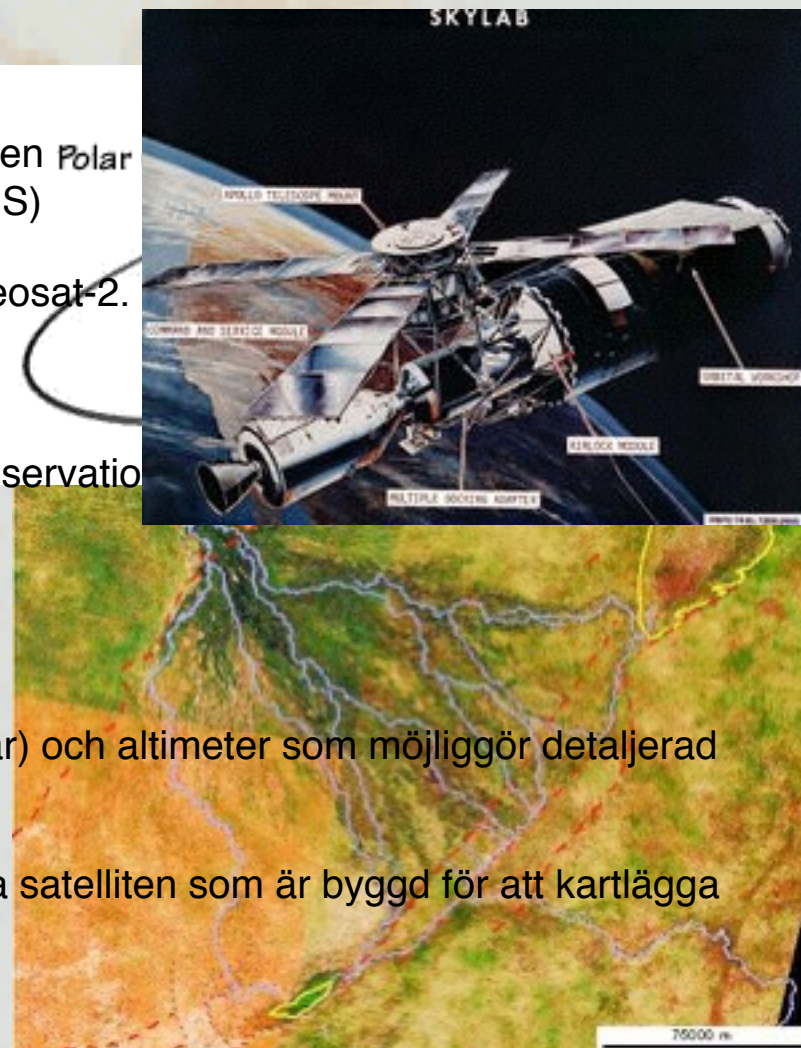 SKYLAB
en Polar
S)
APOLLO TELESCOPE MOUNT
eosat-2.
COMMAND AND SERVICE MODULE
ORBITAL WORKSHOP
AIRLOCK MODULE
servatio
MULTIPLE DOCKING ADAPTER
r) och altimeter som möjliggör detaljerad
a satelliten som är byggd för att kartlägga
75000 m